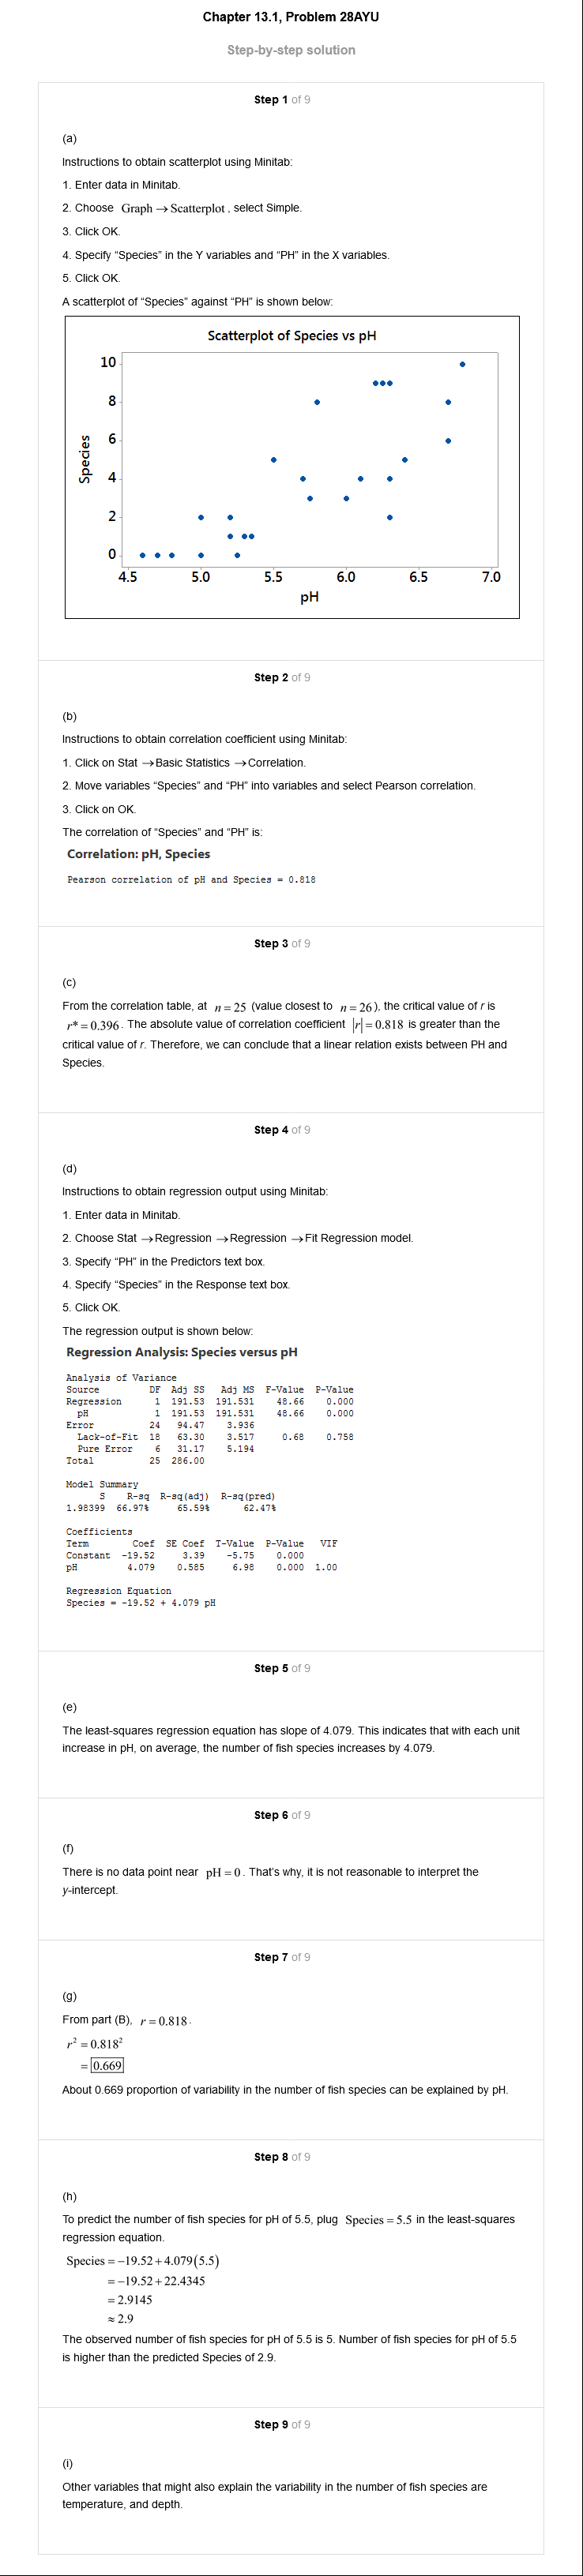 Chapter 13.1, Problem 28AYU
Step-by-step solution
Step 1 of 9
(a)
Instructions to obtain scatterplot using Minitab:
1. Enter data in Minitab.
2. Choose Graph → Scatterplot , select Simple.
3. Click OK.
4. Specify “Species” in the Y variables and “PH” in the X variables.
5. Click OK.
A scatterplot of “Species” against “PH” is shown below:
Scatterplot of Species vs pH
10
8
6
4
2
0
Species
4.5 5.0 5.5 6.0 6.5 7.0
pH
Step 2 of 9
(b)
Instructions to obtain correlation coefficient using Minitab:
1. Click on Stat →Basic Statistics →Correlation.
2. Move variables “Species” and “PH” into variables and select Pearson correlation.
3. Click on OK.
The correlation of “Species” and “PH” is:
Correlation: pH, Species
Pearson correlation of pH and Species = 0.818
Step 3 of 9
(c)
From the correlation table, at n = 25 (value closest to n = 26), the critical value of r is
r* = 0.396. The absolute value of correlation coefficient |r| = 0.818 is greater than the
critical value of r. Therefore, we can conclude that a linear relation exists between PH and
Species.
Step 4 of 9
(d)
Instructions to obtain regression output using Minitab:
1. Enter data in Minitab.
2. Choose Stat →Regression →Regression →Fit Regression model.
3. Specify “PH” in the Predictors text box.
4. Specify “Species” in the Response text box.
5. Click OK.
The regression output is shown below:
Regression Analysis: Species versus pH
Analysis of Variance
Source DF Adj SS Adj MS F-Value P-Value
Regression 1 191.53 191.531 48.66 0.000
pH 1 191.53 191.531 48.66 0.000
Error 24 94.47 3.936
Lack-of-Fit 18 63.30 3.517 0.68 0.758
Pure Error 6 31.17 5.194
Total 25 286.00
Model Summary
S R-sq R-sq(adj) R-sq(pred)
1.98399 66.97% 65.59% 62.47%
Coefficients
Term Coef SE Coef T-Value P-Value VIF
Constant -19.52 3.39 -5.75 0.000
pH 4.079 0.585 6.98 0.000 1.00
Regression Equation
Species = -19.52 + 4.079 pH
Step 5 of 9
(e)
The least-squares regression equation has slope of 4.079. This indicates that with each unit
increase in pH, on average, the number of fish species increases by 4.079.
Step 6 of 9
(f)
There is no data point near pH = 0. That’s why, it is not reasonable to interpret the
y-intercept.
Step 7 of 9
(g)
From part (B), r = 0.818.
r² = 0.818²
= 0.669
About 0.669 proportion of variability in the number of fish species can be explained by pH.
Step 8 of 9
(h)
To predict the number of fish species for pH of 5.5, plug Species = 5.5 in the least-squares
regression equation.
Species = −19.52 + 4.079(5.5)
= −19.52 + 22.4345
= 2.9145
≈ 2.9
The observed number of fish species for pH of 5.5 is 5. Number of fish species for pH of 5.5
is higher than the predicted Species of 2.9.
Step 9 of 9
(i)
Other variables that might also explain the variability in the number of fish species are
temperature, and depth.